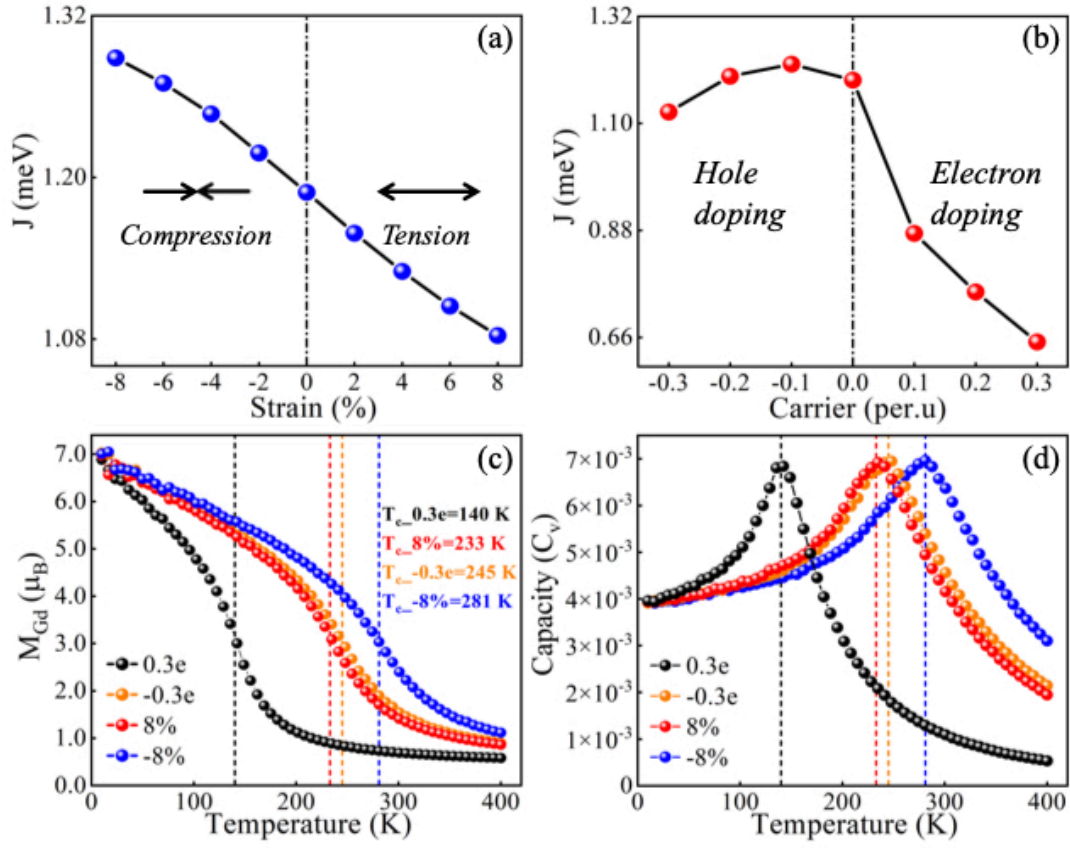 (a)
J (meV)
1.32
1.20
1.08
Compression
Tension
-8 -6 -4 -2 0 2 4 6 8
Strain (%)
(b)
J (meV)
1.32
1.10
0.88
0.66
Hole
doping
Electron
doping
-0.3 -0.2 -0.1 0.0 0.1 0.2 0.3
Carrier (per.u)
(c)
M_Gd (μ_B)
7.0
6.0
5.0
4.0
3.0
2.0
1.0
0.0
T_c_0.3e=140 K
T_c_8%=233 K
T_c_-0.3e=245 K
T_c_-8%=281 K
0.3e
-0.3e
8%
-8%
0 100 200 300 400
Temperature (K)
(d)
Capacity (C_v)
7×10⁻³
6×10⁻³
5×10⁻³
4×10⁻³
3×10⁻³
2×10⁻³
1×10⁻³
0
0.3e
-0.3e
8%
-8%
0 100 200 300 400
Temperature (K)